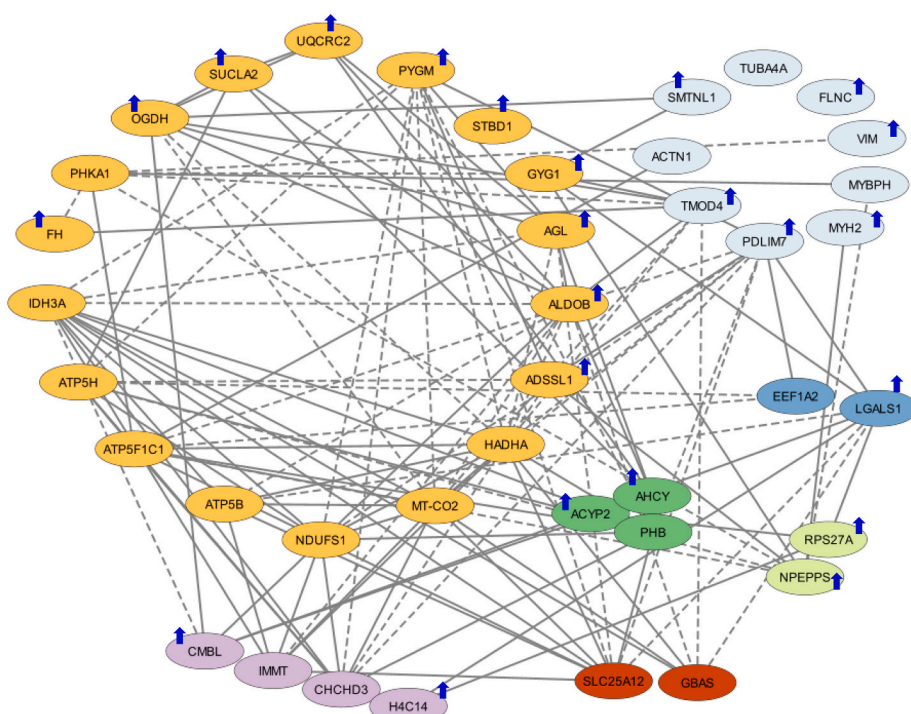 UQCRC2
SUCLA2
PYGM
TUBA4A
OGDH
STBD1
SMTNL1
FLNC
VIM
ACTN1
PHKA1
GYG1
MYBPH
TMOD4
FH
AGL
PDLIM7
MYH2
IDH3A
ALDOB
ATP5H
ADSSL1
EEF1A2
LGALS1
ATP5F1C1
HADHA
ATP5B
MT-CO2
AHCY
ACYP2
PHB
NDUFS1
RPS27A
NPEPPS
CMBL
IMMT
CHCHD3
H4C14
SLC25A12
GBAS